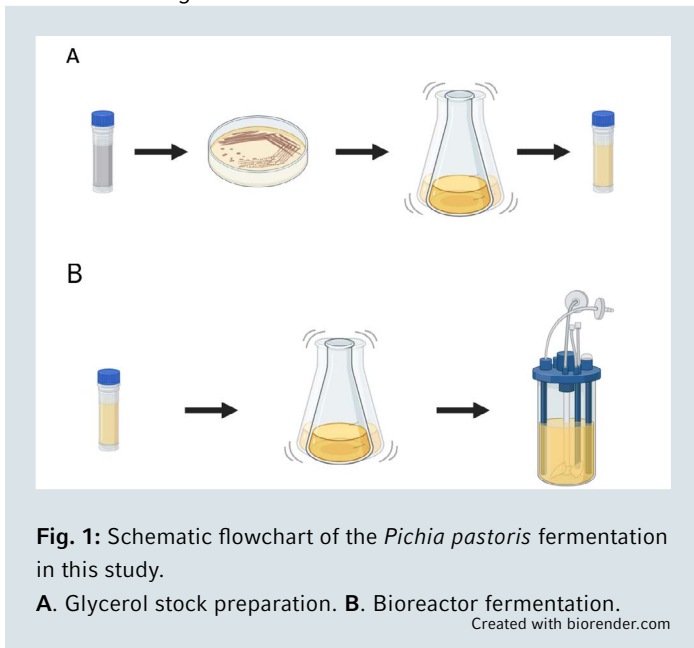 A
B
Fig. 1: Schematic flowchart of the Pichia pastoris fermentation
in this study.
A. Glycerol stock preparation. B. Bioreactor fermentation.
Created with biorender.com